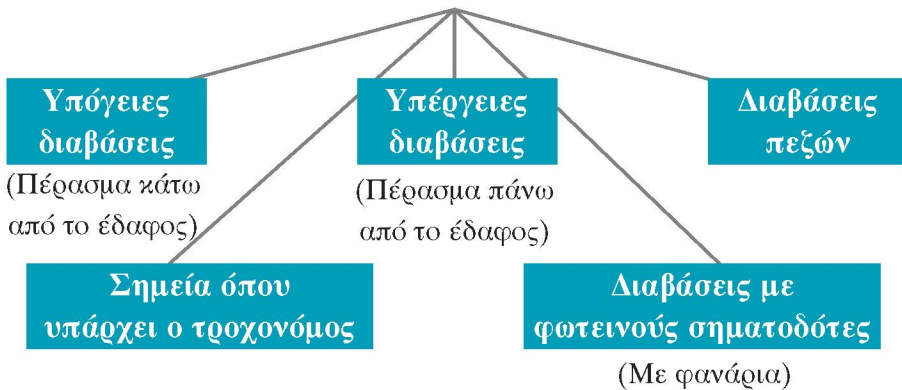 Υπόγειες
διαβάσεις
(Πέρασμα κάτω
από το έδαφος)
Υπέργειες
διαβάσεις
(Πέρασμα πάνω
από το έδαφος)
Διαβάσεις
πεζών
Σημεία όπου
υπάρχει ο τροχονόμος
Διαβάσεις με
φωτεινούς σηματοδότες
(Με φανάρια)